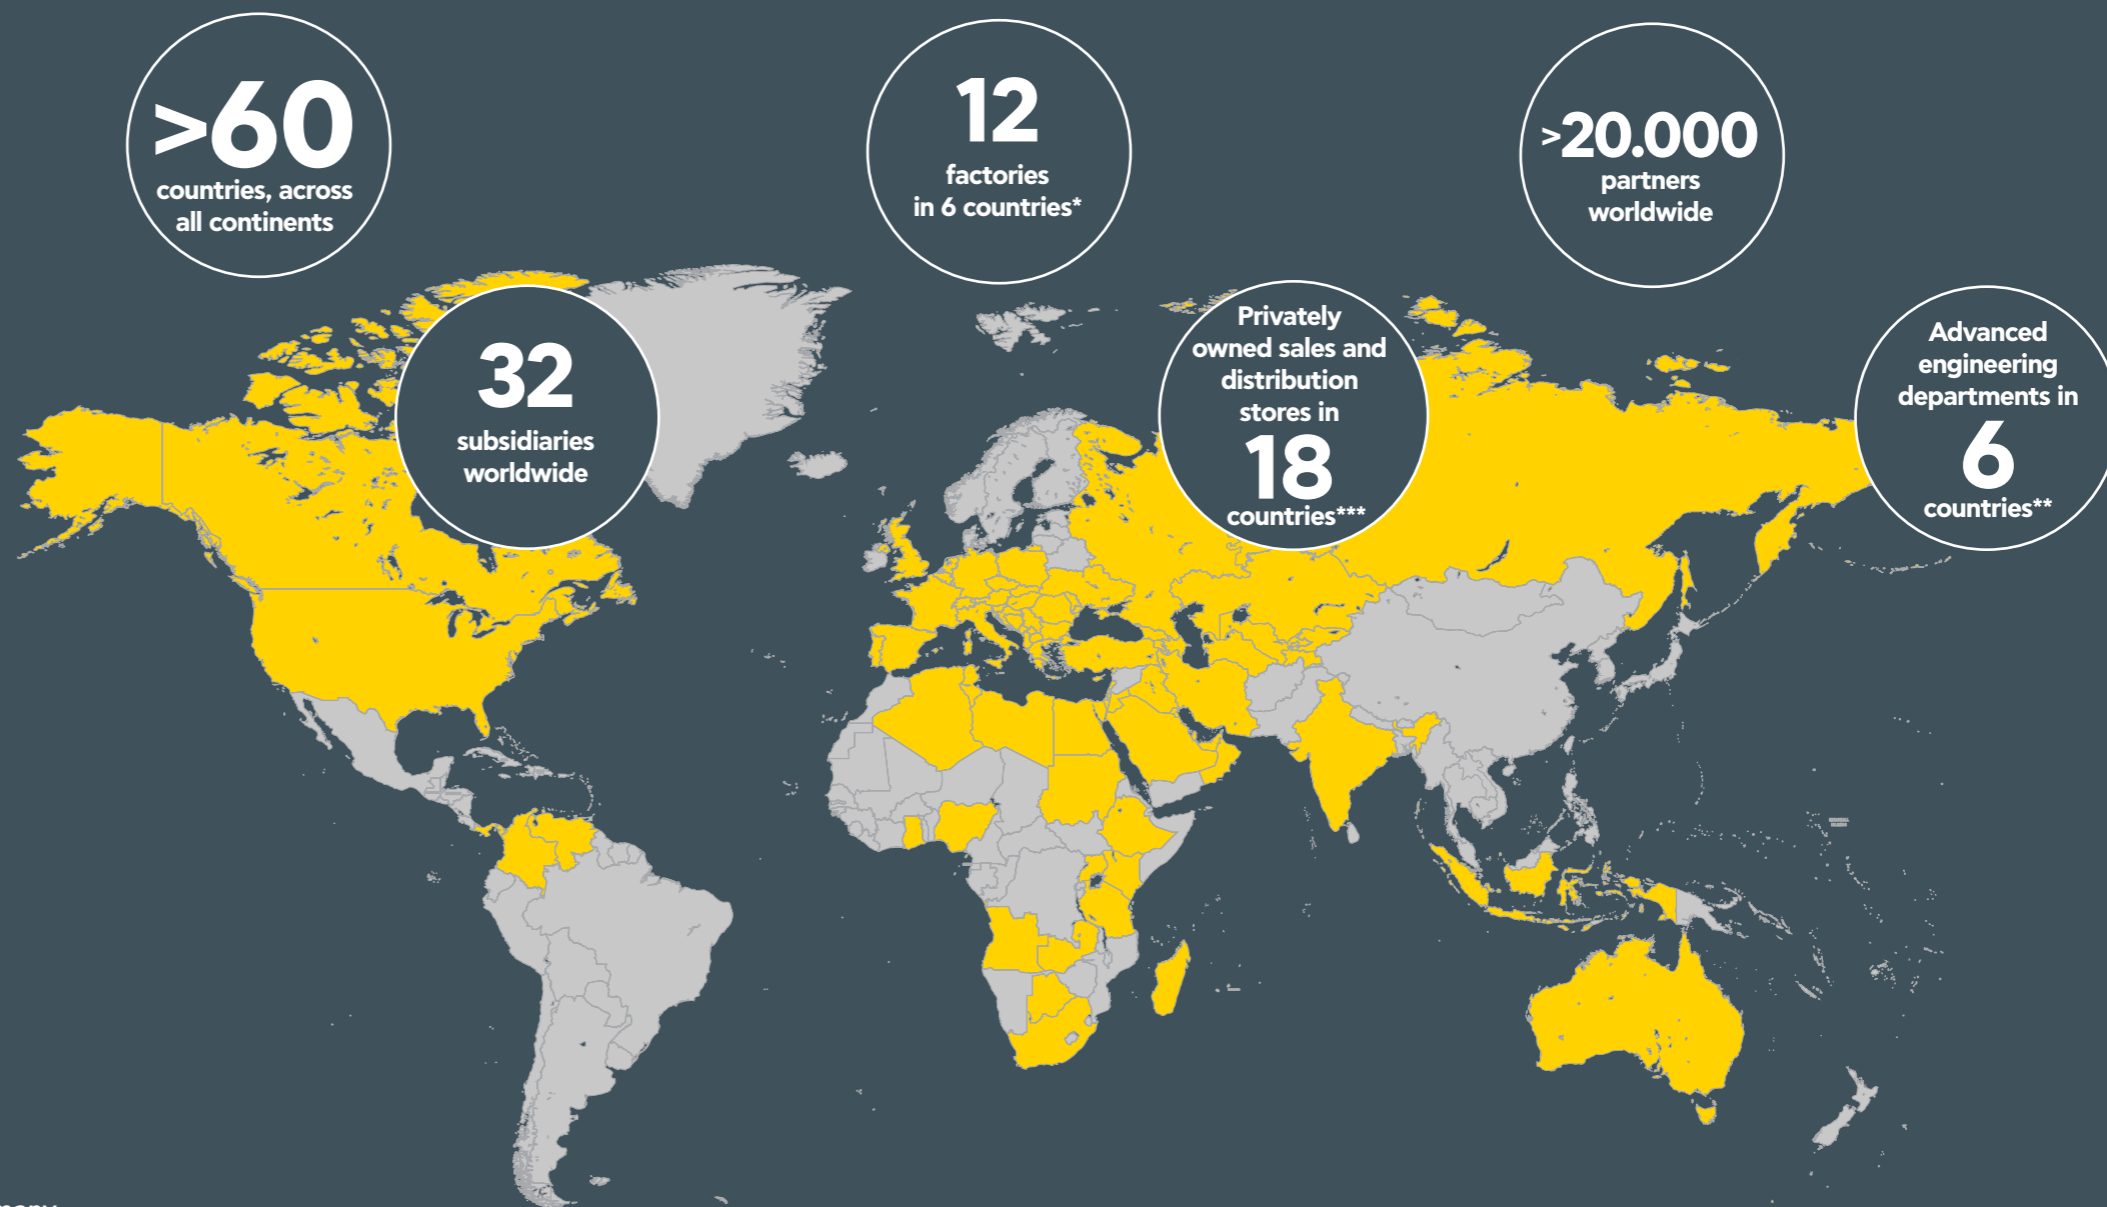 >60
countries, across
all continents
12
factories
in 6 countries*
>20.000
partners
worldwide
32
subsidiaries
worldwide
Privately
owned sales and
distribution
stores in
18
countries***
Advanced
engineering
departments in
6
countries**